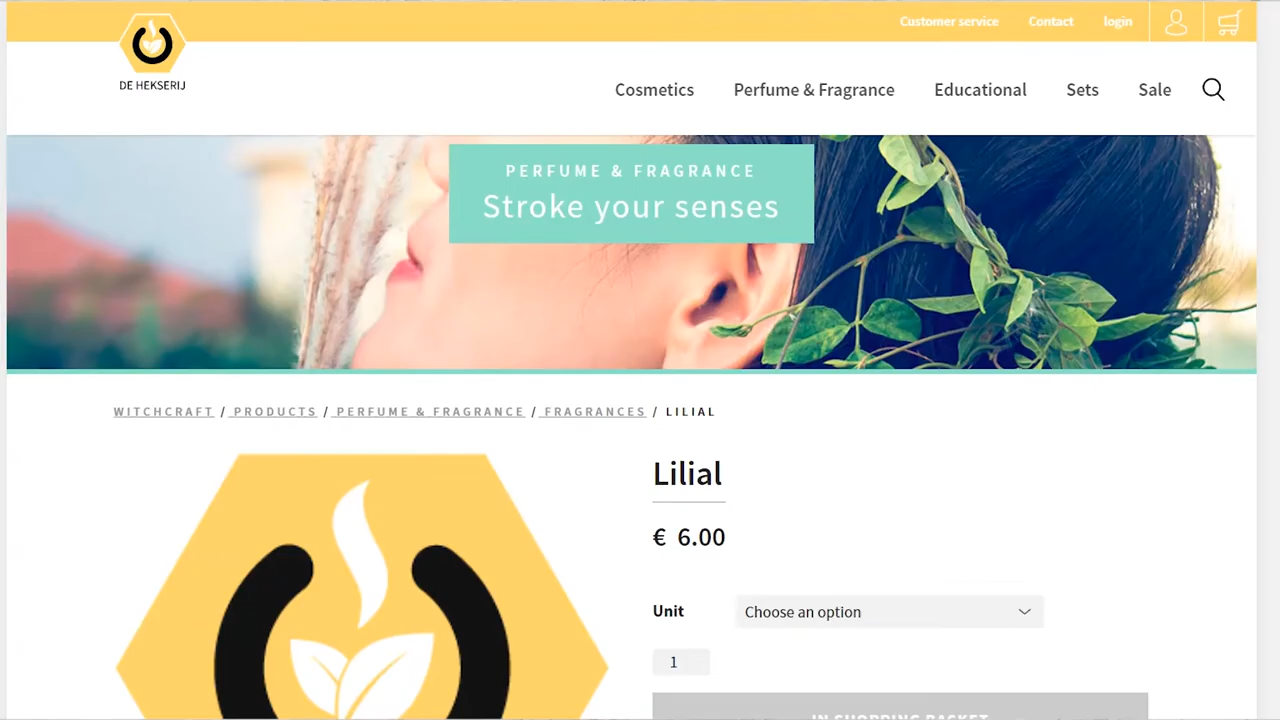 Customer service Contact login
DE HEKSERIJ
Cosmetics Perfume & Fragrance Educational Sets Sale
PERFUME & FRAGRANCE
Stroke your senses
WITCHCRAFT / PRODUCTS / PERFUME & FRAGRANCE / FRAGRANCES / LILIAL
Lilial
€ 6.00
Unit Choose an option
1
IN SHOPPING BASKET